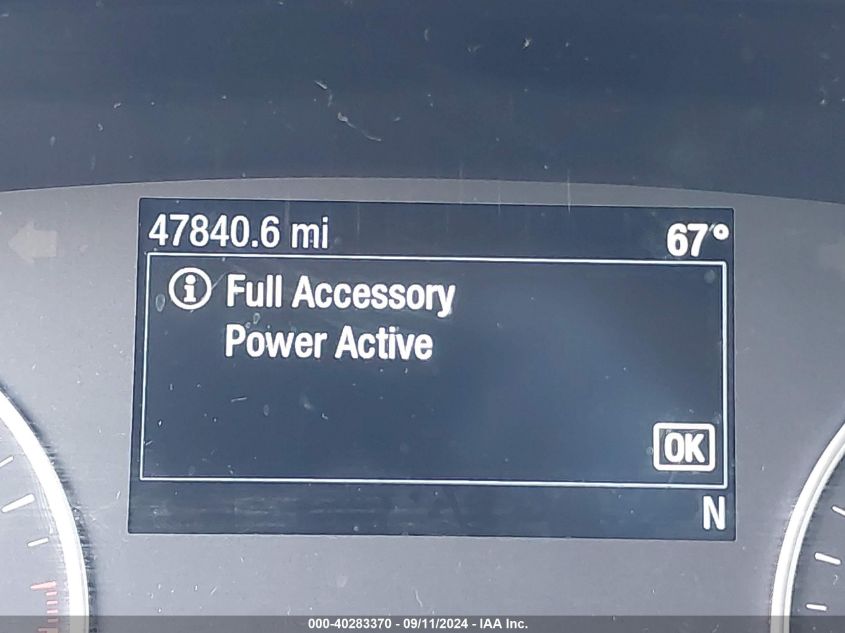 47840.6 mi 67°
Full Accessory
Power Active
OK
N
000-40283370 - 09/11/2024 - IAA Inc.